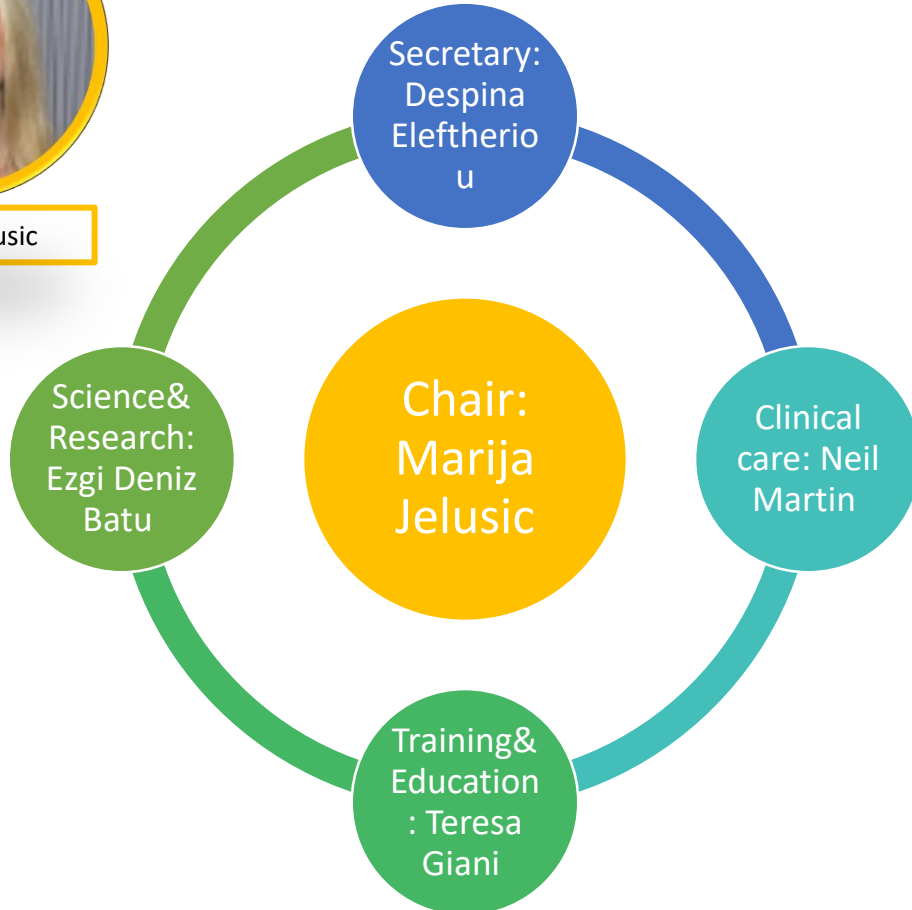 Secretary:
Despina
Eleftherio
u
usic
Chair:
Marija
Jelusic
Science&
Research:
Ezgi Deniz
Batu
Clinical
care: Neil
Martin
Training&
Education
: Teresa
Giani